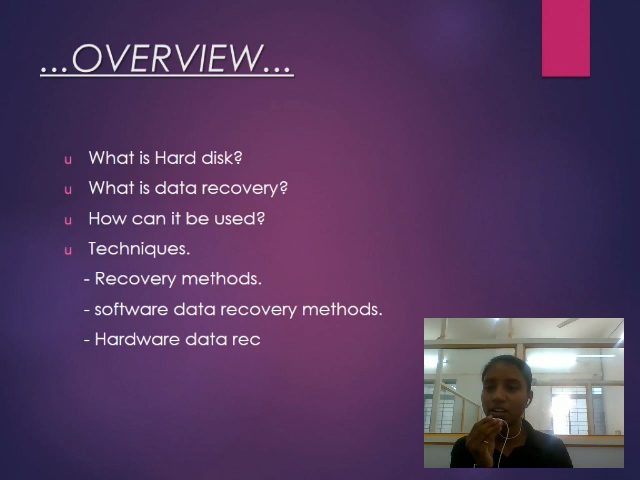 ...OVERVIEW...
u What is Hard disk?
u What is data recovery?
u How can it be used?
u Techniques.
- Recovery methods.
- software data recovery methods.
- Hardware data rec